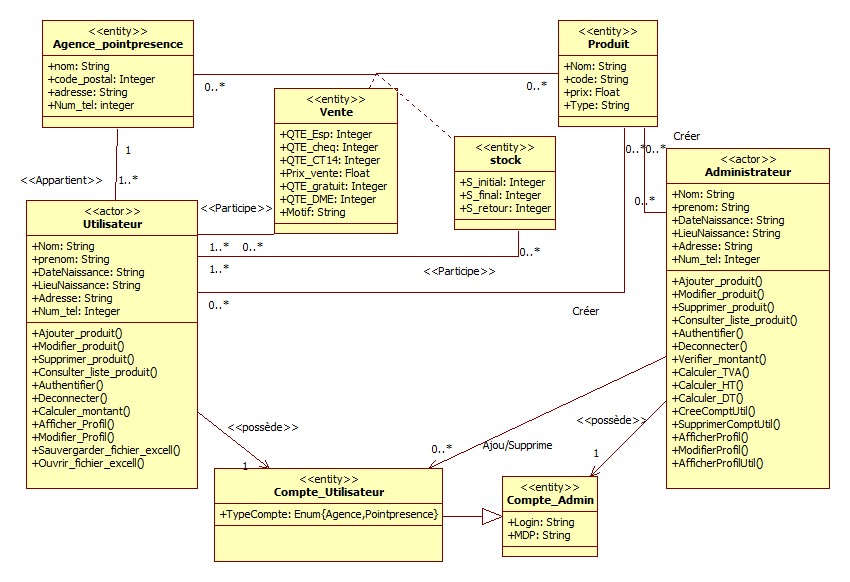 <<entity>>
Agence_pointpresence
+nom: String
+code_postal: Integer
+adresse: String
+Num_tel: integer
0..*
0..*
<<entity>>
Produit
+Nom: String
+code: String
+prix: Float
+Type: String
<<entity>>
Vente
+QTE_Esp: Integer
+QTE_cheq: Integer
+QTE_CT14: Integer
+Prix_vente: Float
+QTE_gratuit: Integer
+QTE_DME: Integer
+Motif: String
<<entity>>
stock
+S_initial: Integer
+S_final: Integer
+S_retour: Integer
1
<<Appartient>>
1..*
<<Participe>>
1..*
0..*
1..*
0..*
<<Participe>>
0..*
Créer
0..*
0..*
Créer
0..*
<<actor>>
Utilisateur
+Nom: String
+prenom: String
+DateNaissance: String
+LieuNaissance: String
+Adresse: String
+Num_tel: Integer
+Ajouter_produit()
+Modifier_produit()
+Supprimer_produit()
+Consulter_liste_produit()
+Authentifier()
+Deconnecter()
+Calculer_montant()
+Afficher_Profil()
+Modifier_Profil()
+Sauvergarder_fichier_excell()
+Ouvrir_fichier_excell()
<<actor>>
Administrateur
+Nom: String
+prenom: String
+DateNaissance: String
+LieuNaissance: String
+Adresse: String
+Num_tel: Integer
+Ajouter_produit()
+Modifier_produit()
+Supprimer_produit()
+Consulter_liste_produit()
+Authentifier()
+Deconnecter()
+Verifier_montant()
+Calculer_TVA()
+Calculer_HT()
+Calculer_DT()
+CreeComptUtil()
+SupprimerComptUtil()
+AfficherProfil()
+ModifierProfil()
+AfficherProfilUtil()
<<possède>>
1
0..*
Ajou/Supprime
<<possède>>
1
<<entity>>
Compte_Utilisateur
+TypeCompte: Enum{Agence,Pointpresence}
<<entity>>
Compte_Admin
+Login: String
+MDP: String